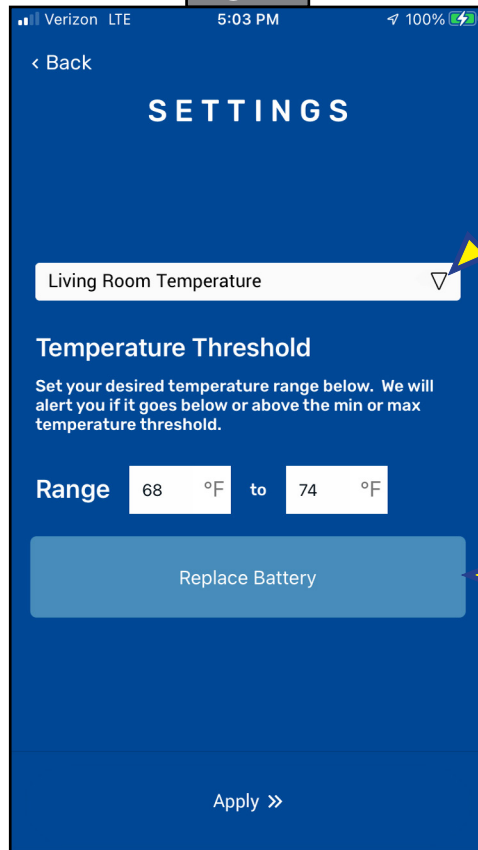 Verizon LTE 5:03 PM 100%
‹ Back
SETTINGS
Living Room Temperature
Temperature Threshold
Set your desired temperature range below. We will
alert you if it goes below or above the min or max
temperature threshold.
Range 68 °F to 74 °F
Replace Battery
Apply »